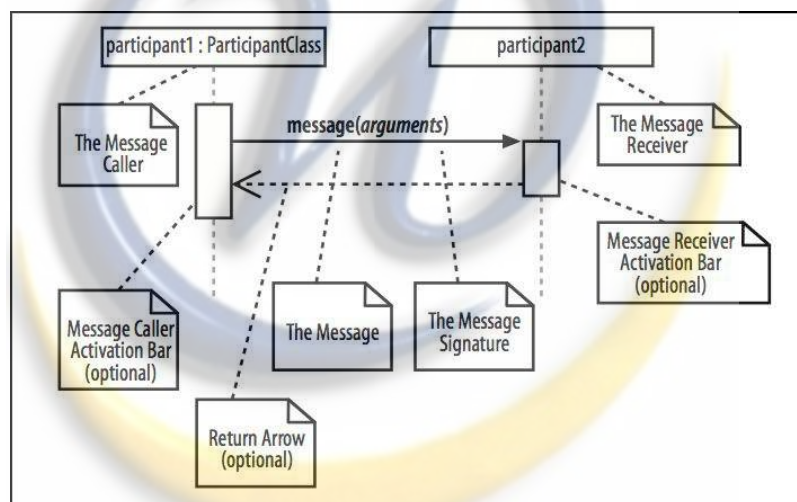 participant1 : ParticipantClass
participant2
The Message
Caller
message(arguments)
The Message
Receiver
Message Receiver
Activation Bar
(optional)
Message Caller
Activation Bar
(optional)
The Message
The Message
Signature
Return Arrow
(optional)